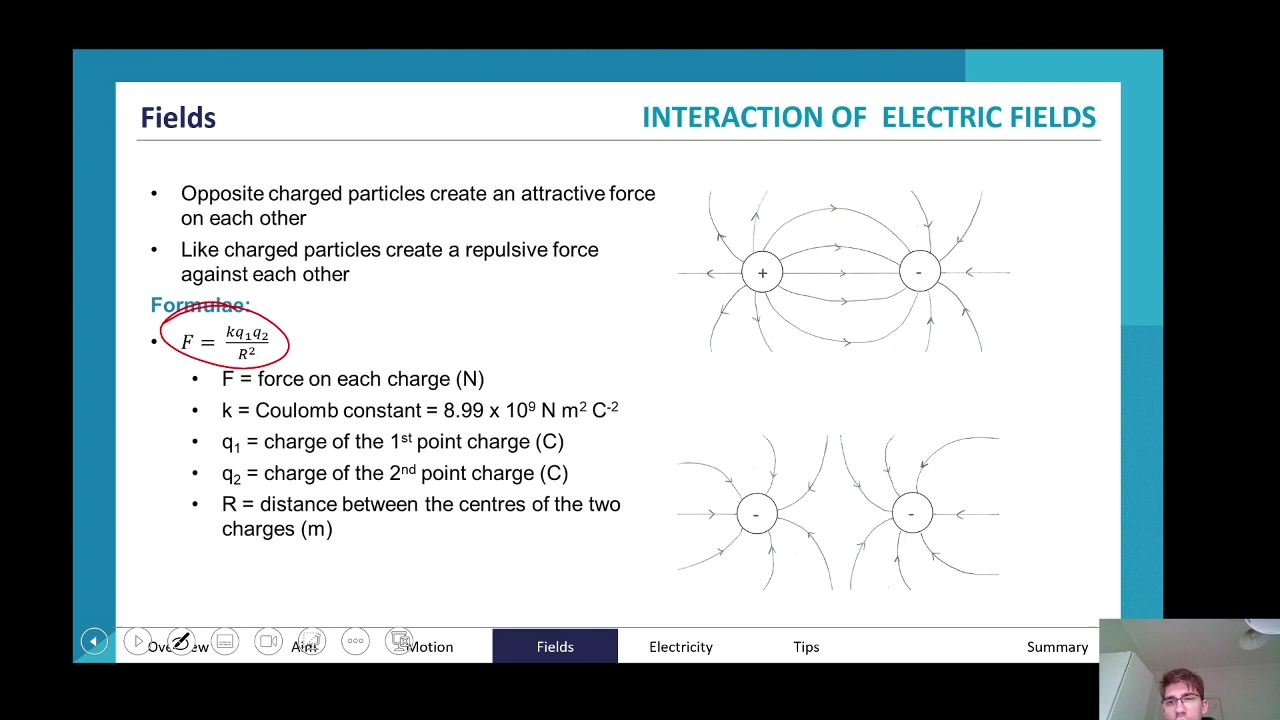 Fields
INTERACTION OF ELECTRIC FIELDS
• Opposite charged particles create an attractive force
on each other
• Like charged particles create a repulsive force
against each other
Formulae:
• F = kq₁q₂ / R²
• F = force on each charge (N)
• k = Coulomb constant = 8.99 x 10⁹ N m² C⁻²
• q₁ = charge of the 1ˢᵗ point charge (C)
• q₂ = charge of the 2ⁿᵈ point charge (C)
• R = distance between the centres of the two
charges (m)
+ -
- -
Overview Aim Motion Fields Electricity Tips Summary